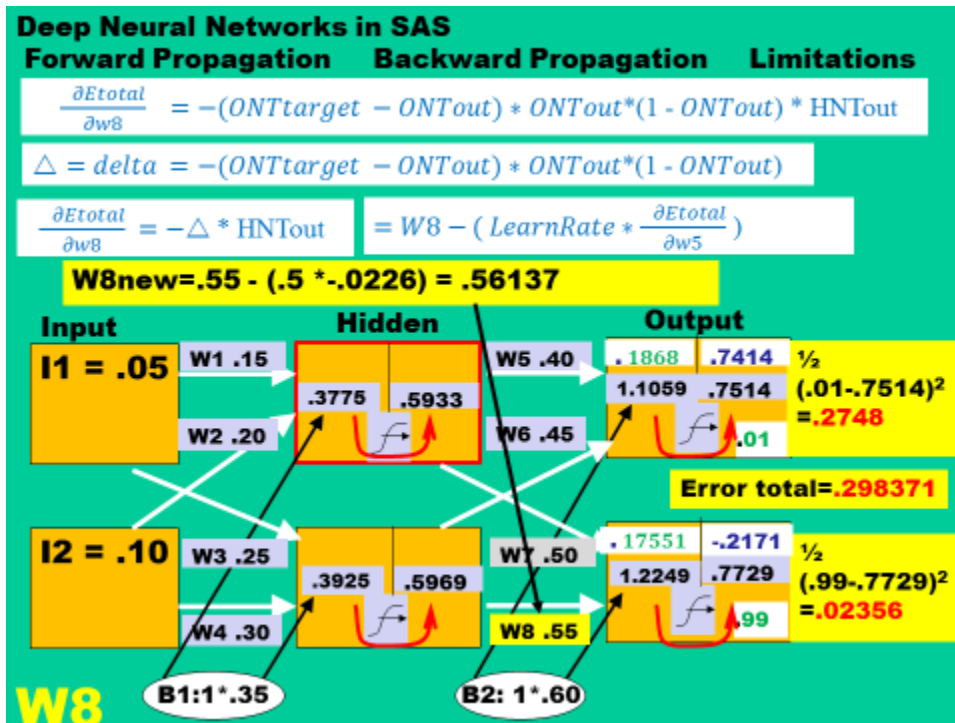 Deep Neural Networks in SAS
Forward Propagation Backward Propagation Limitations
∂Etotal/∂w8 = −(ONTtarget − ONTout) ∗ ONTout*(1 - ONTout) * HNTout
△ = delta = −(ONTtarget − ONTout) ∗ ONTout*(1 - ONTout)
∂Etotal/∂w8 = −△ * HNTout
= W8 − ( LearnRate ∗ ∂Etotal/∂w5 )
W8new=.55 - (.5 *-.0226) = .56137
Input Hidden Output
I1 = .05
W1 .15
W2 .20
.3775 .5933
W5 .40
W6 .45
.1868 .7414
1.1059 .7514
.01
½
(.01-.7514)²
=.2748
Error total=.298371
I2 = .10
W3 .25
W4 .30
.3925 .5969
W7 .50
W8 .55
.17551 -.2171
1.2249 .7729
.99
½
(.99-.7729)²
=.02356
B1:1*.35
B2: 1*.60
W8